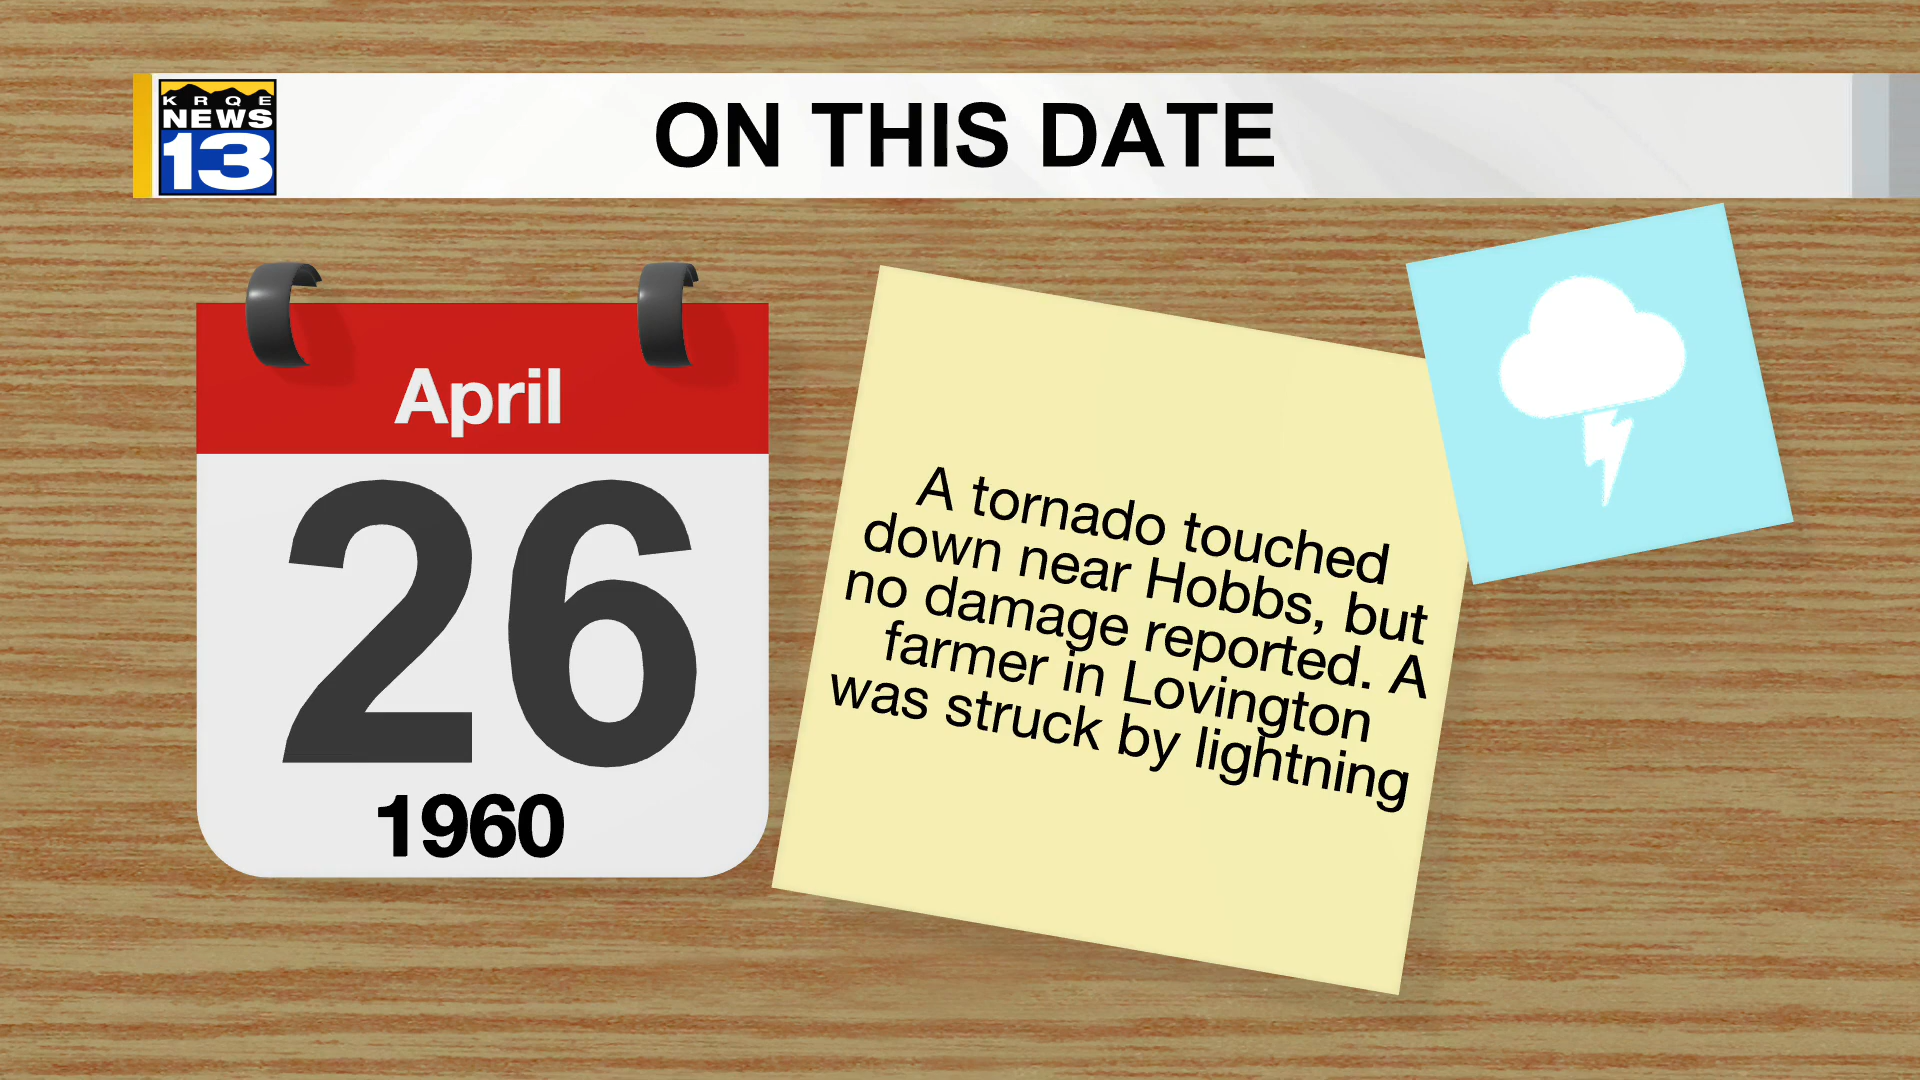 KRQE
NEWS
13
ON THIS DATE
April
26
1960
A tornado touched
down near Hobbs, but
no damage reported. A
farmer in Lovington
was struck by lightning